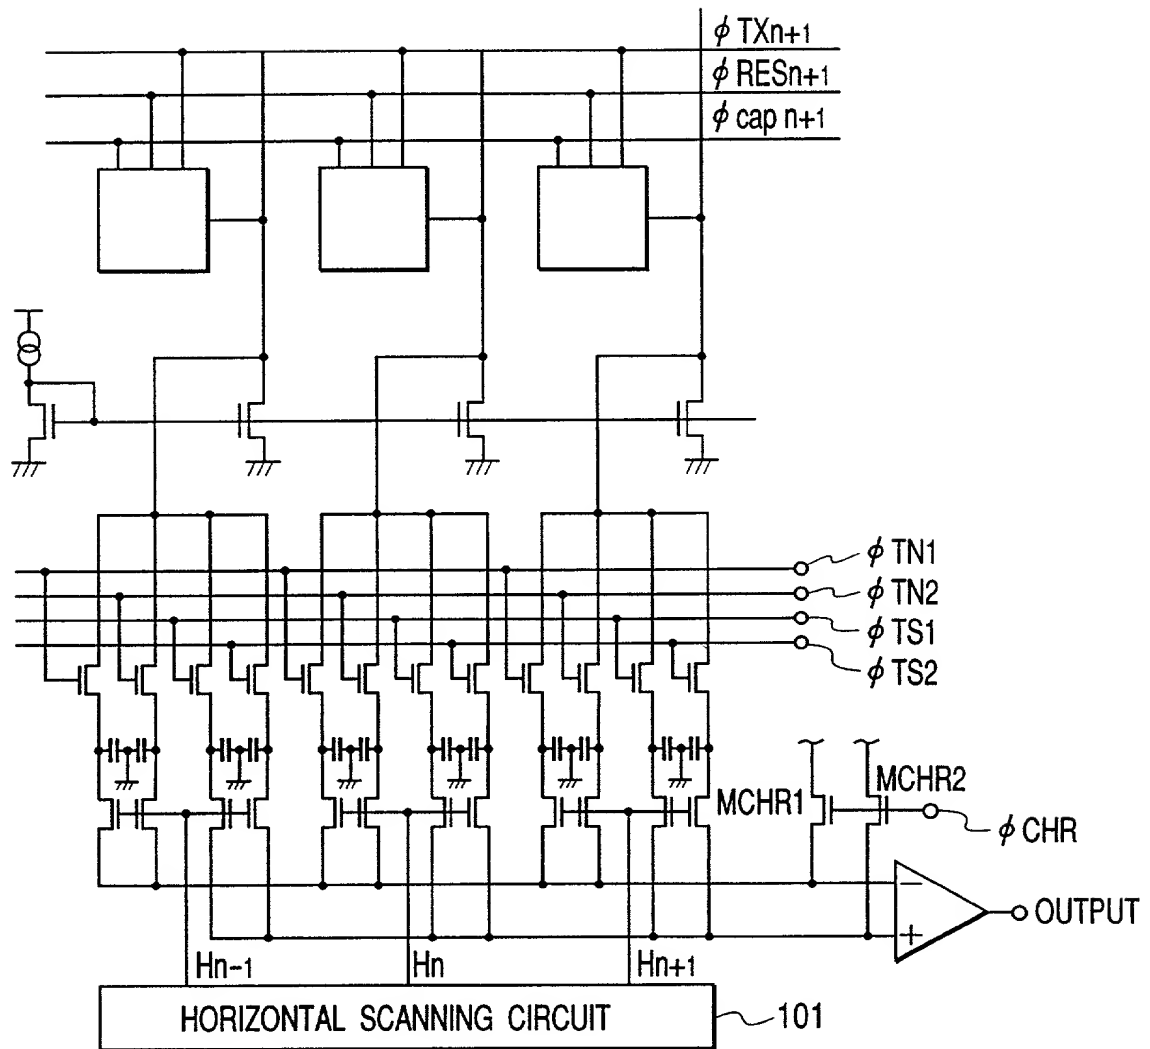 ϕ TXn+1
ϕ RESn+1
ϕ cap n+1
ϕ TN1
ϕ TN2
ϕ TS1
ϕ TS2
MCHR1
MCHR2
ϕ CHR
−
+
OUTPUT
Hn-1
Hn
Hn+1
HORIZONTAL SCANNING CIRCUIT
101